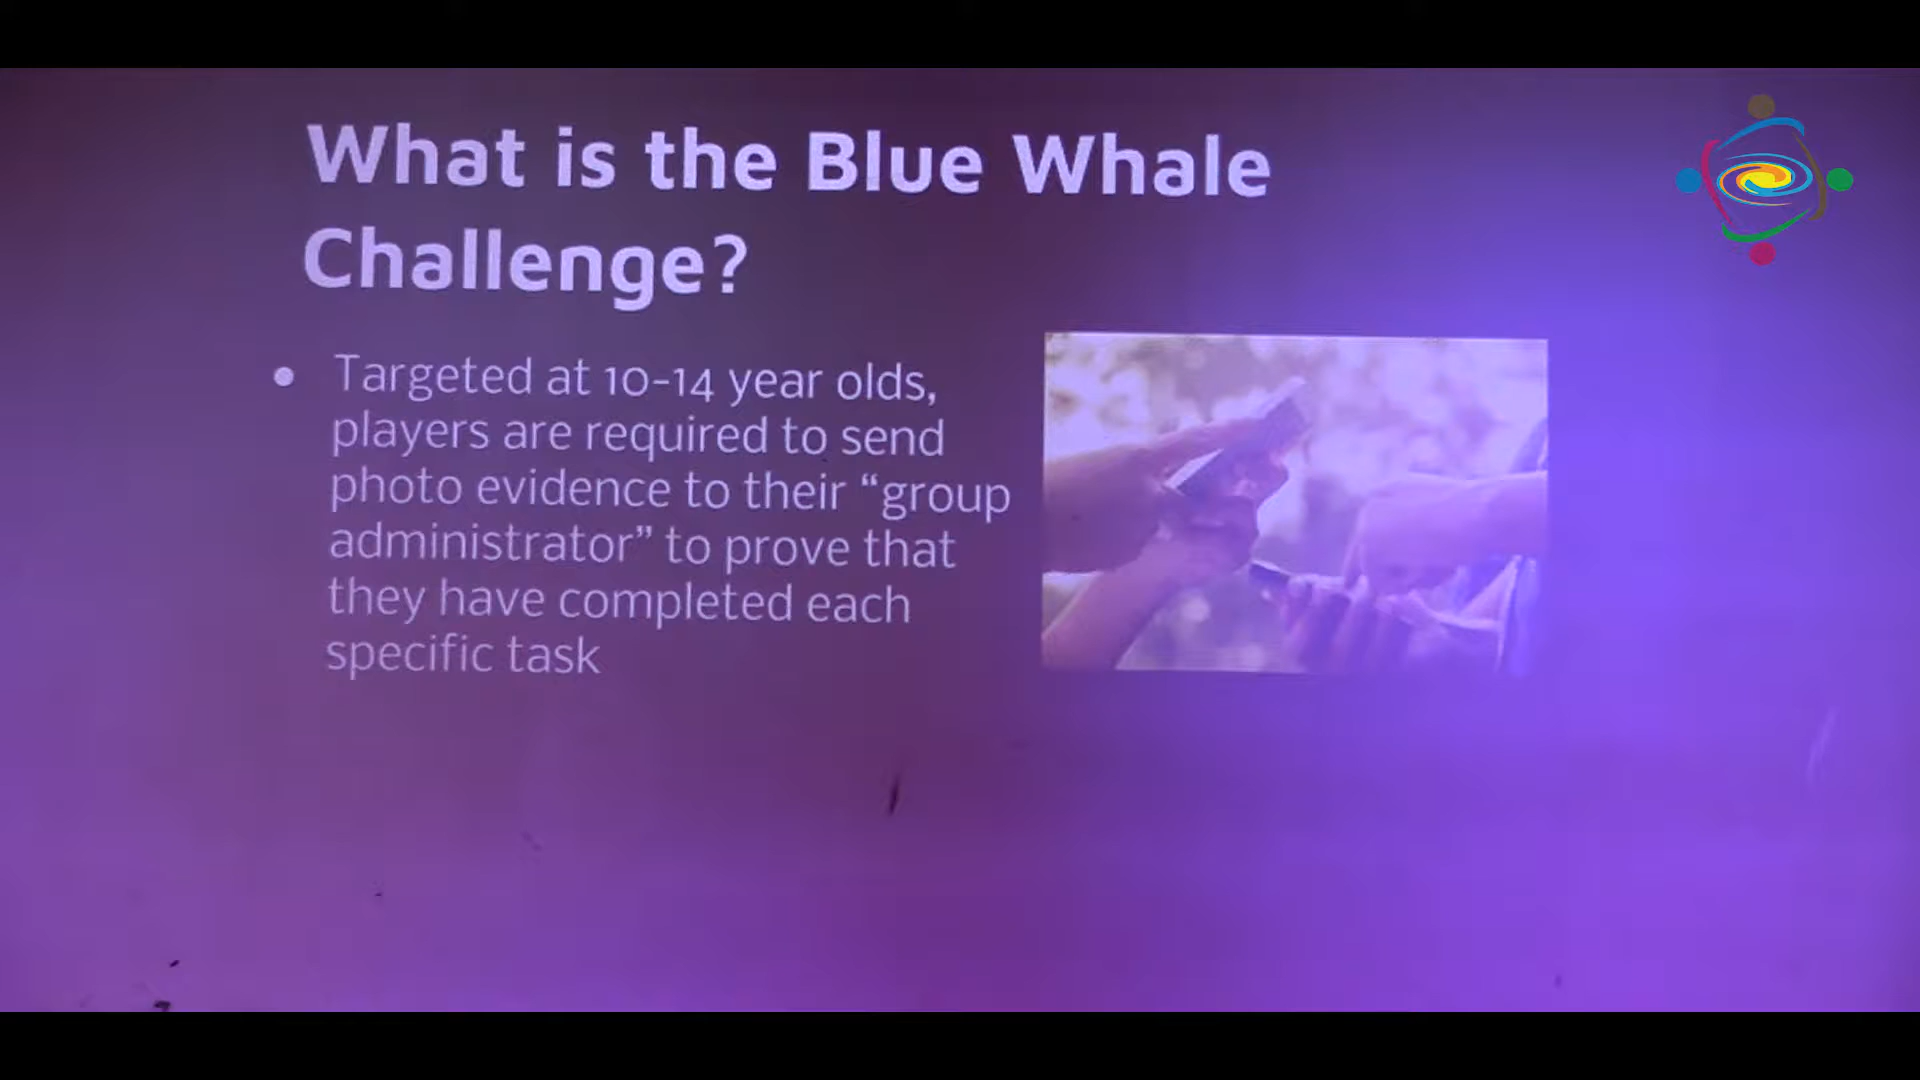 What is the Blue Whale
Challenge?
• Targeted at 10-14 year olds,
players are required to send
photo evidence to their “group
administrator” to prove that
they have completed each
specific task